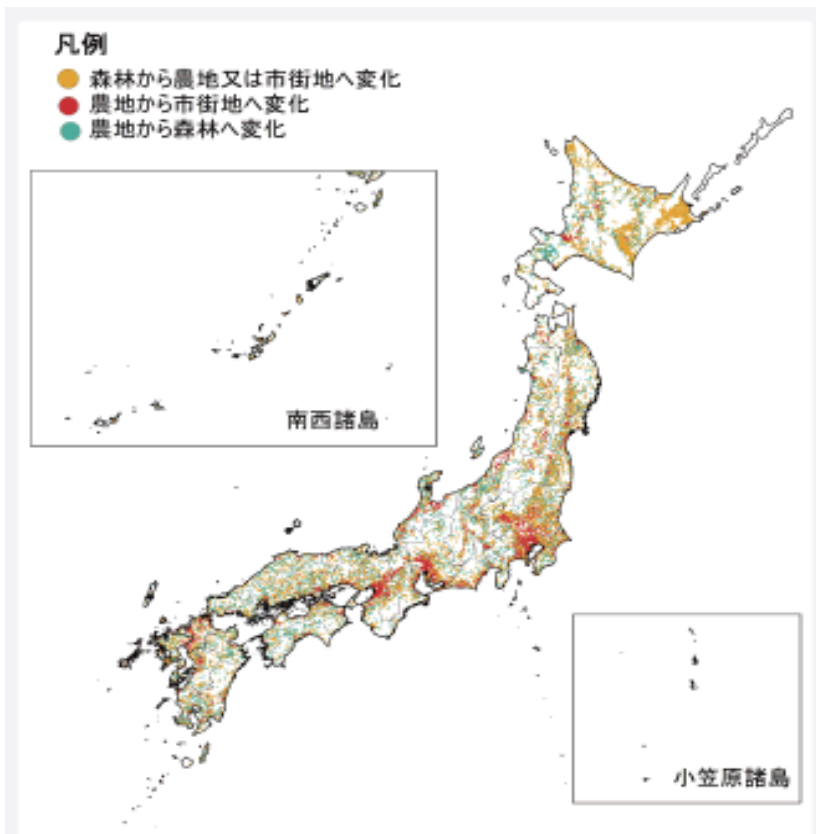 凡例
森林から農地又は市街地へ変化
農地から市街地へ変化
農地から森林へ変化
南西諸島
小笠原諸島